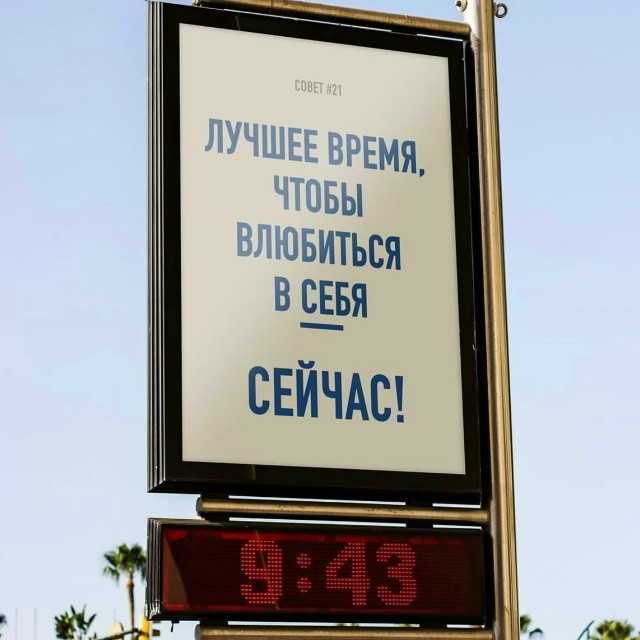 СОВЕТ #21
ЛУЧШЕЕ ВРЕМЯ,
ЧТОБЫ
ВЛЮБИТЬСЯ
В СЕБЯ
СЕЙЧАС!
9:43